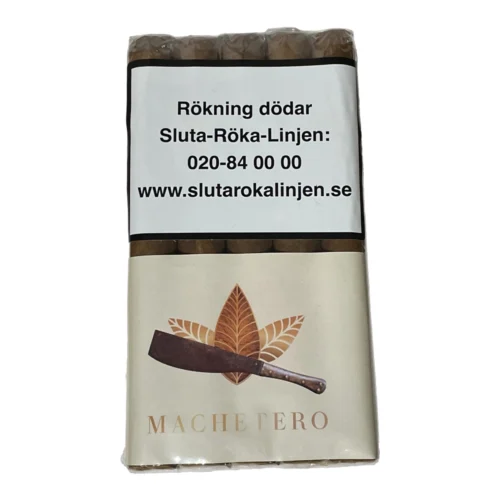 Rökning dödar
Sluta-Röka-Linjen:
020-84 00 00
www.slutarokalinjen.se
MACHETERO